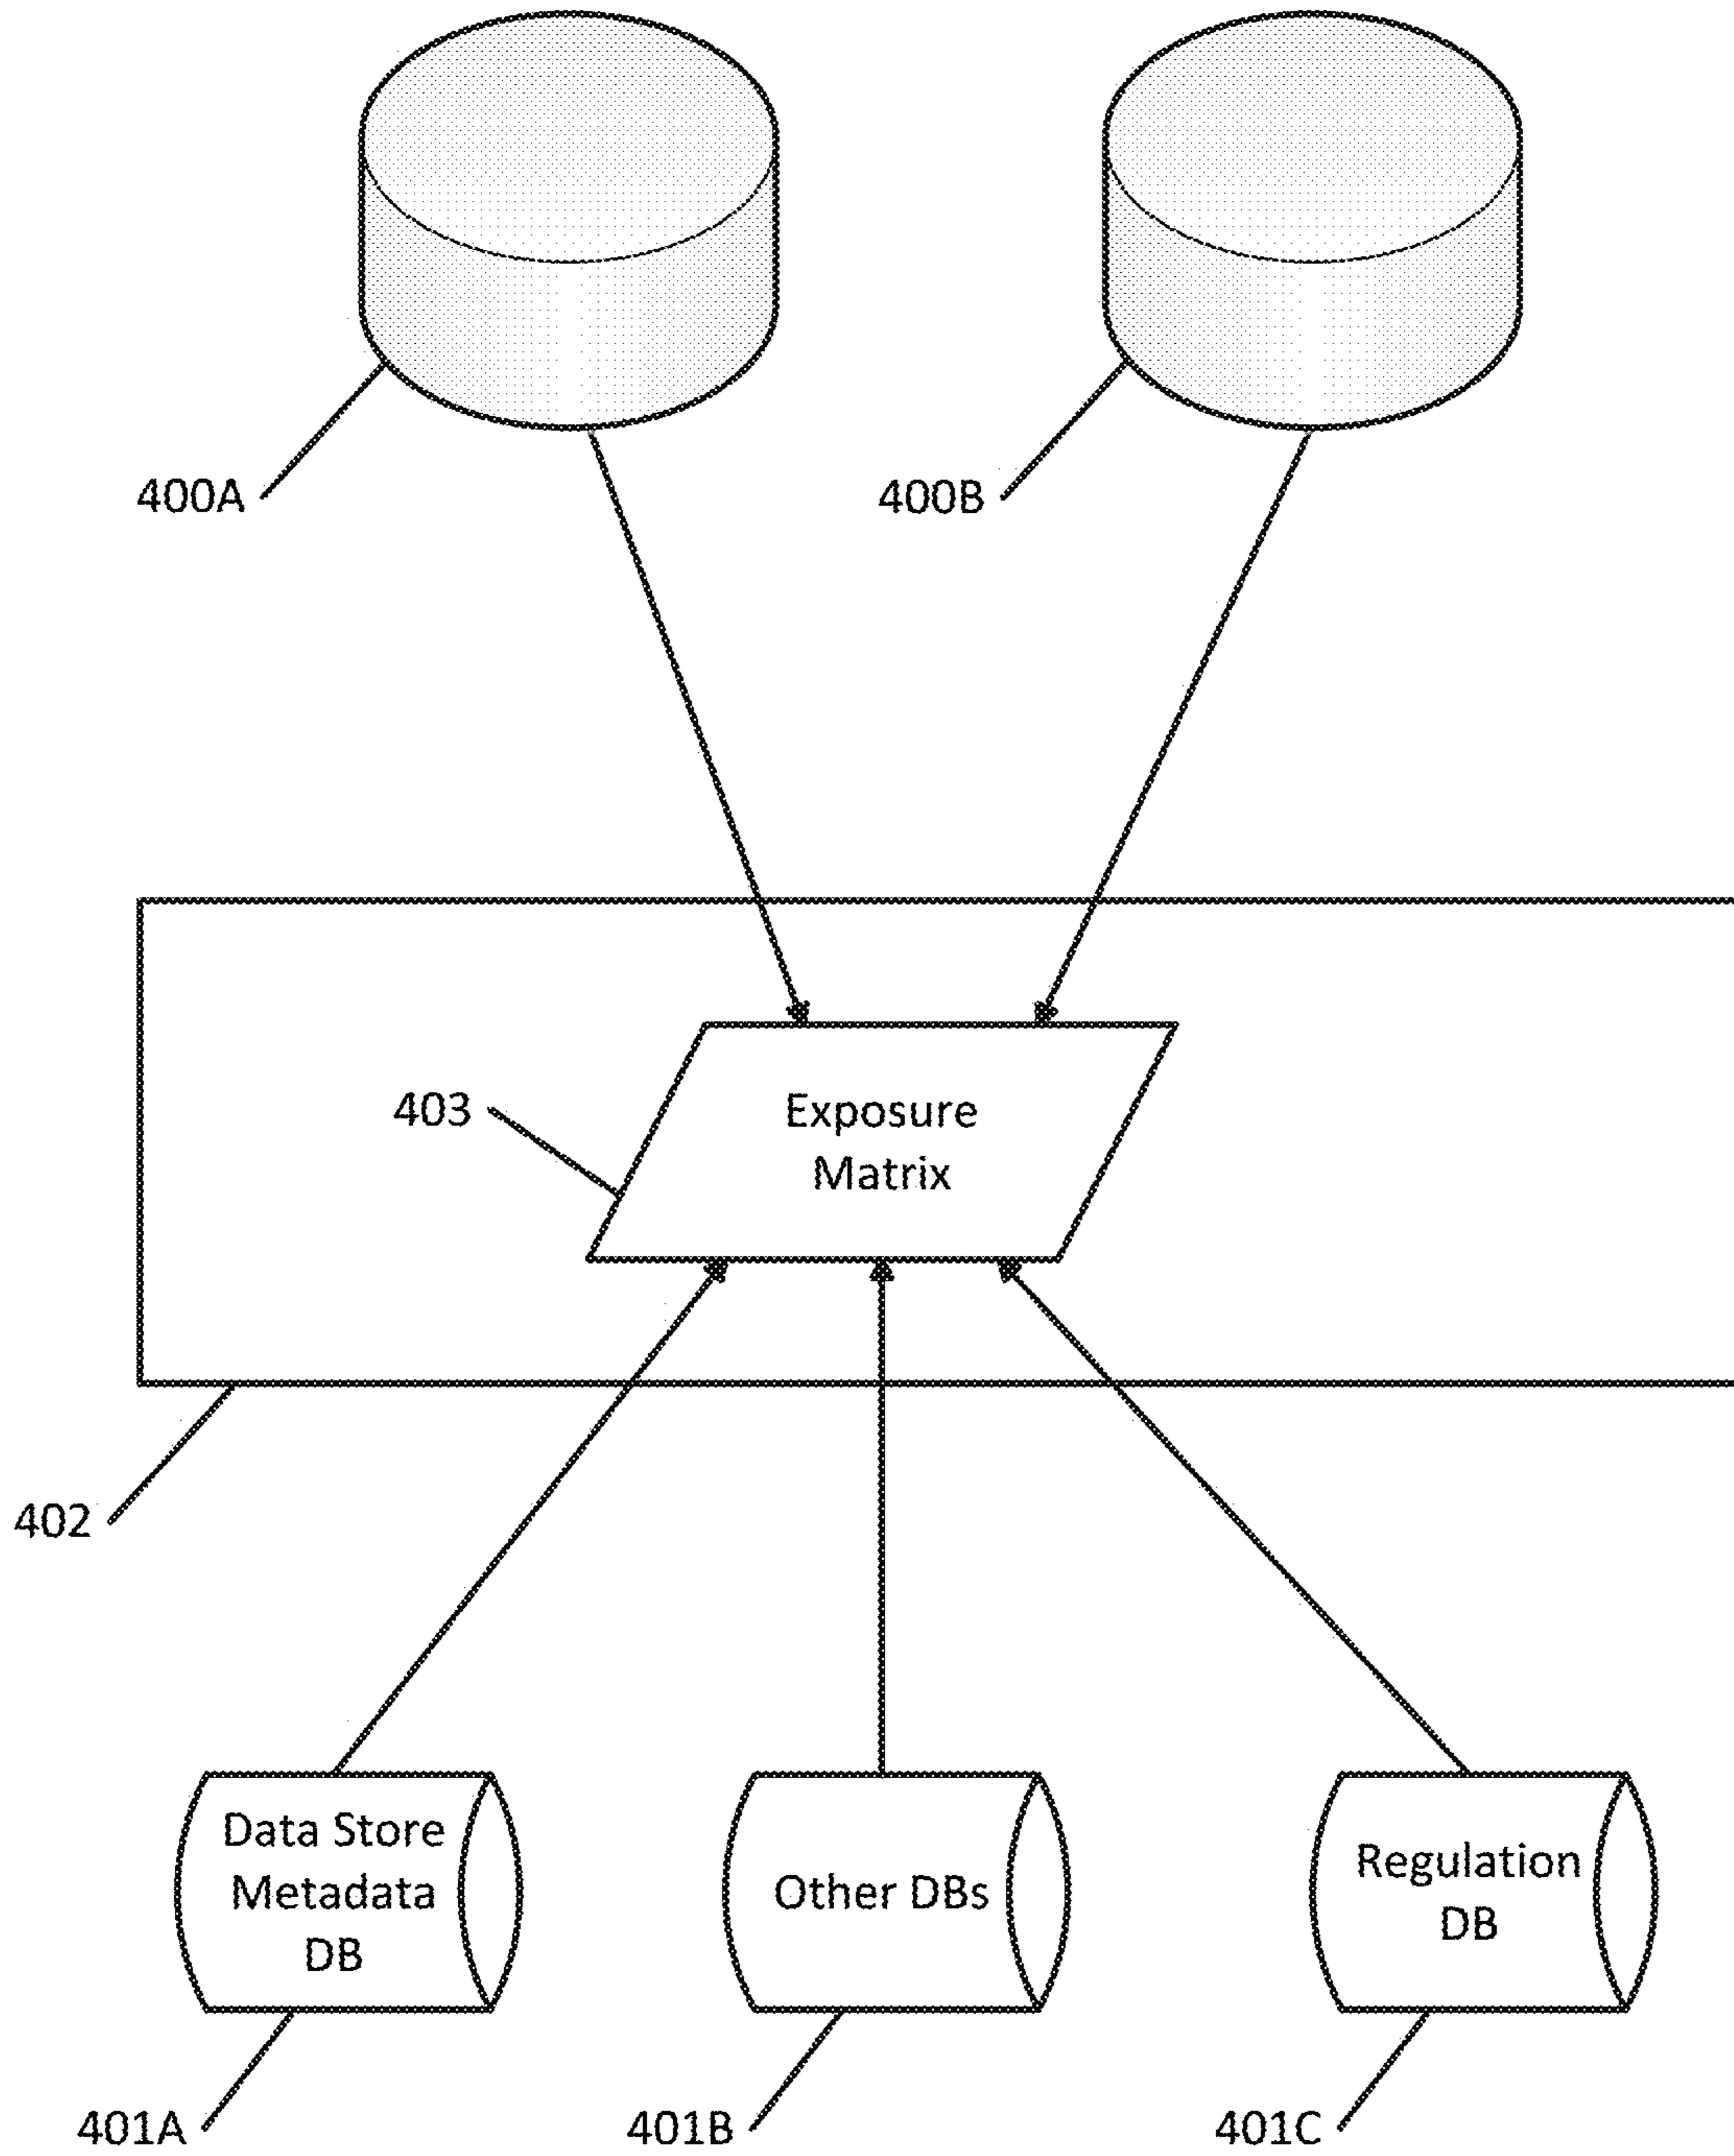 400A
400B
403
Exposure
Matrix
402
Data Store
Metadata
DB
Other DBs
Regulation
DB
401A
401B
401C